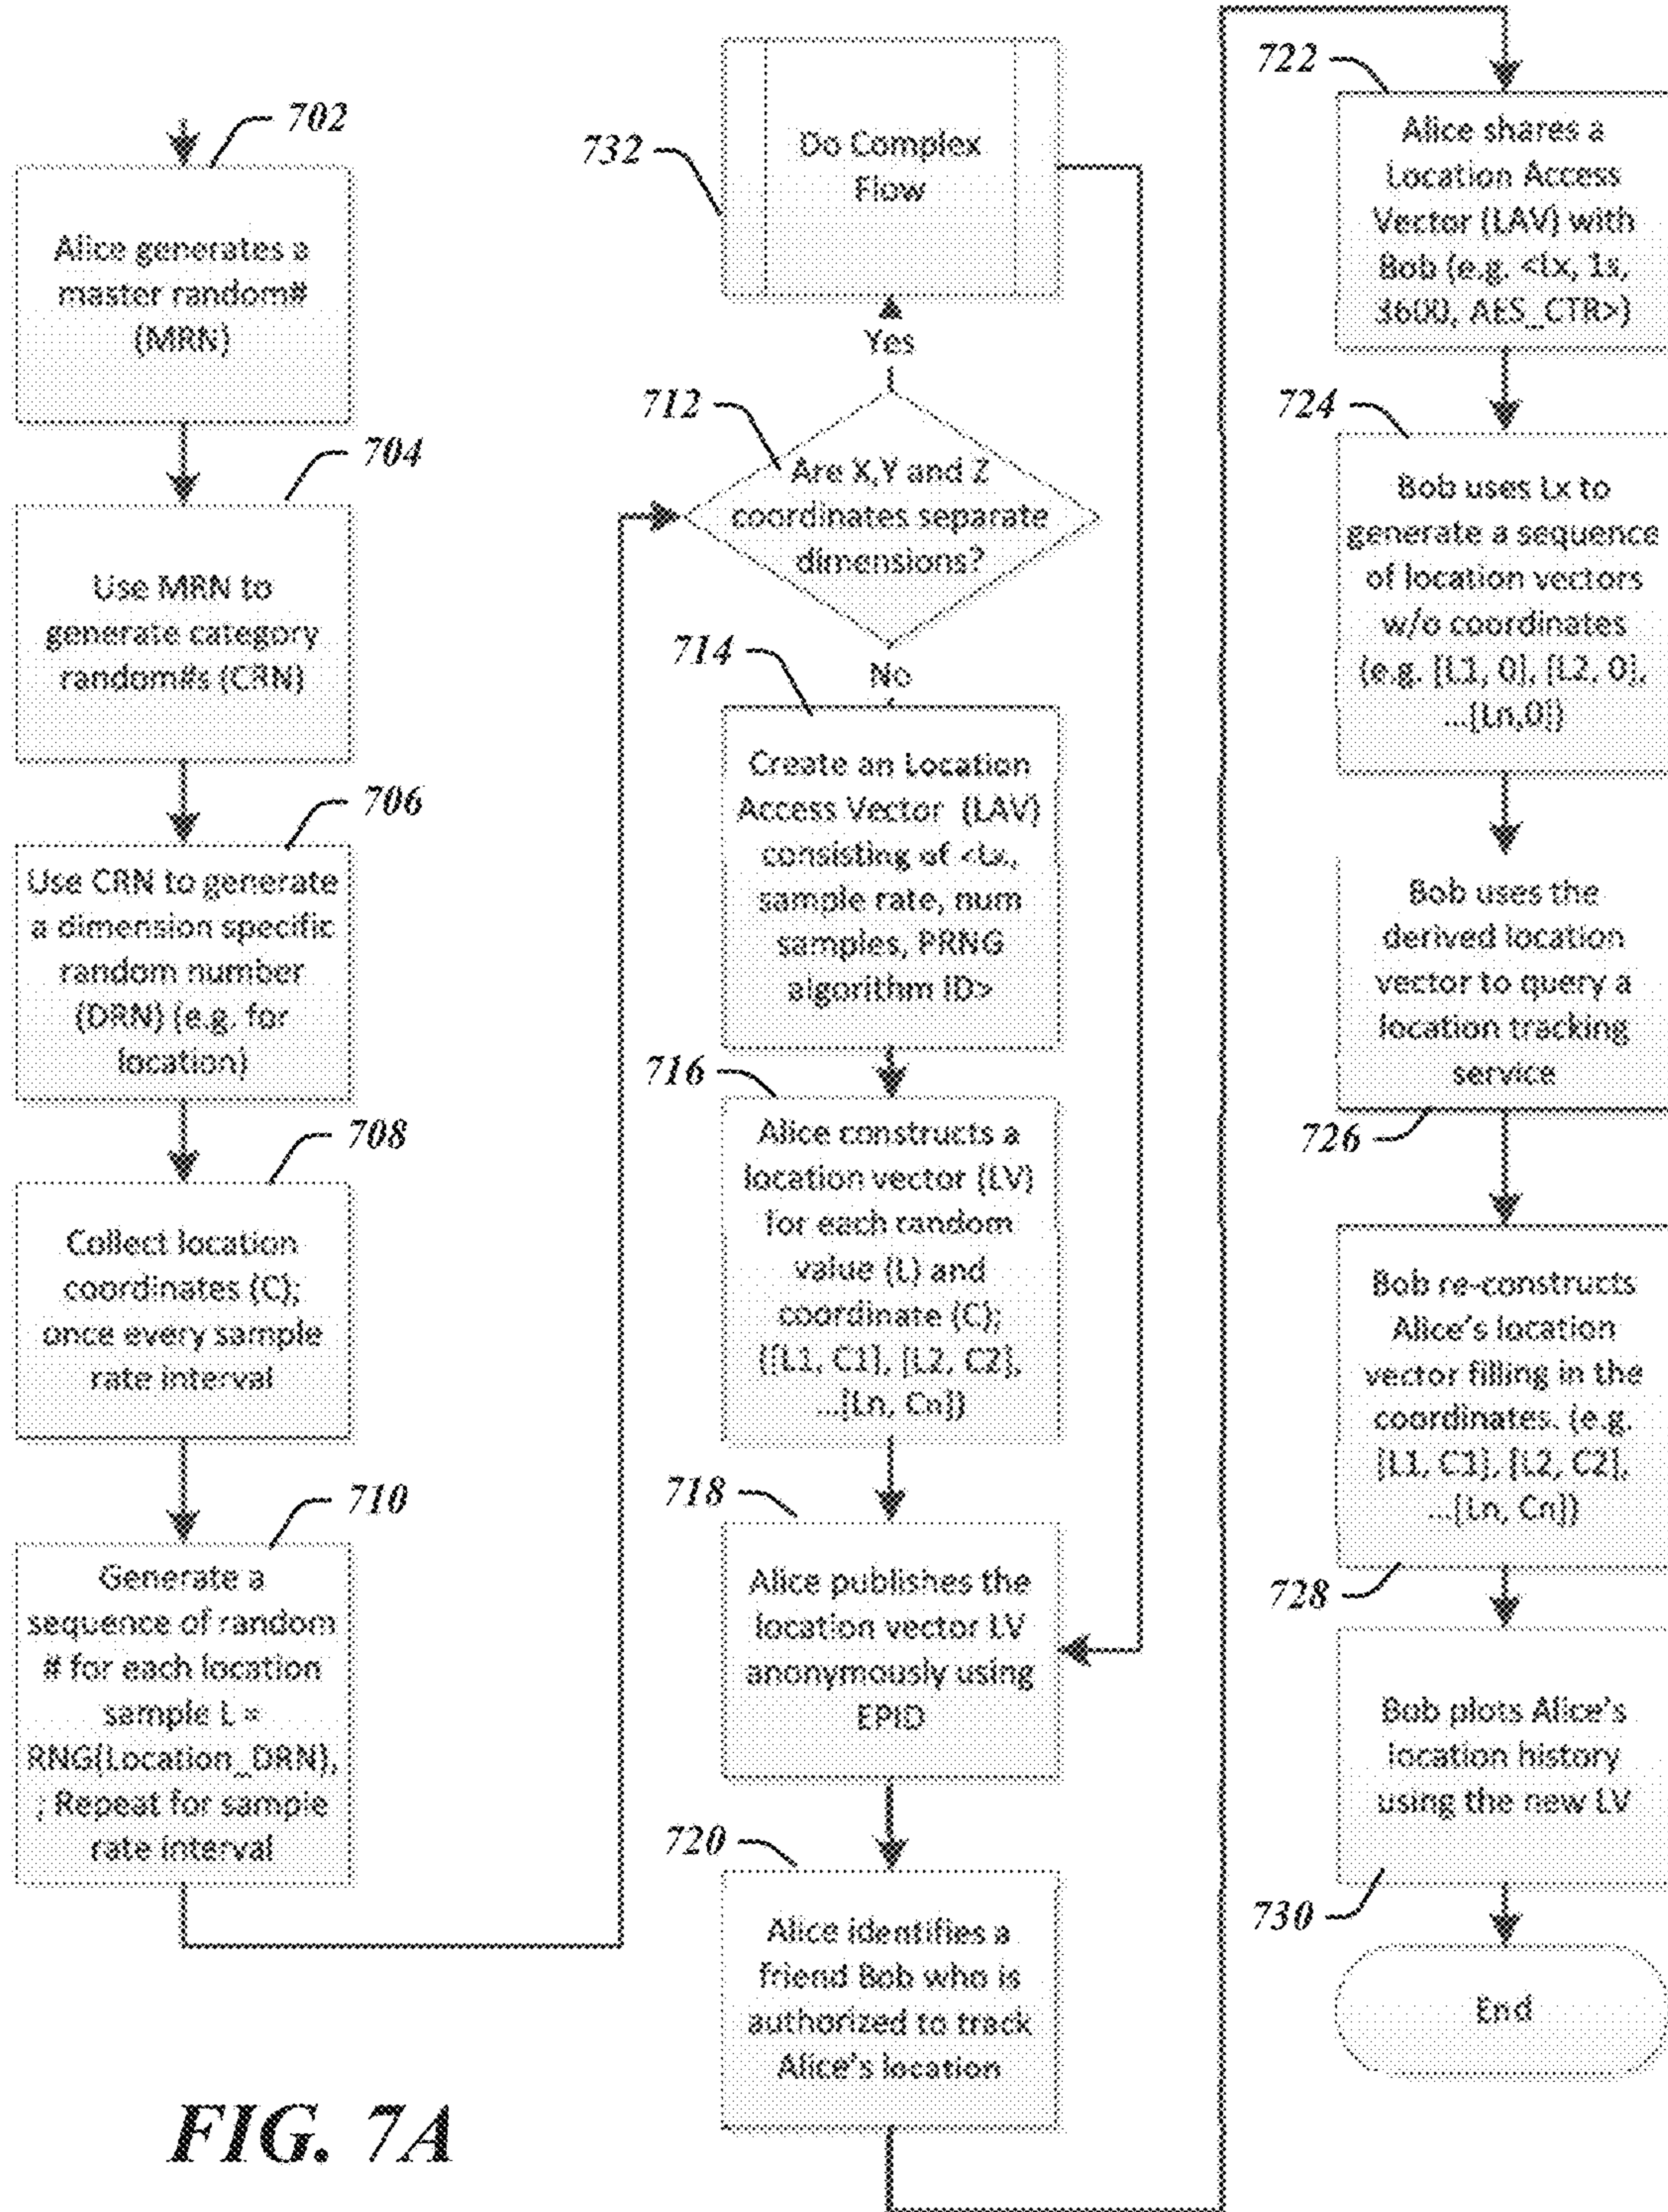 702
Alice generates a
master random#
(MRN)
704
Use MRN to
generate category
random#s (CRN)
706
Use CRN to generate
a dimension specific
random number
(DRN) (e.g. for
location)
708
Collect location
coordinates (C);
once every sample
rate interval
710
Generate a
sequence of random
# for each location
sample L =
RNG(Location_DRN),
; Repeat for sample
rate interval
732
Do Complex
Flow
Yes
712
Are X,Y and Z
coordinates separate
dimensions?
No
714
Create an Location
Access Vector (LAV)
consisting of <Lx,
sample rate, num
samples, PRNG
algorithm ID>
716
Alice constructs a
location vector (LV)
for each random
value (L) and
coordinate (C);
([L1, C1], [L2, C2],
...[Ln, Cn])
718
Alice publishes the
location vector LV
anonymously using
EPID
720
Alice identifies a
friend Bob who is
authorized to track
Alice's location
722
Alice shares a
Location Access
Vector (LAV) with
Bob (e.g. <Lx, 1s,
3600, AES_CTR>)
724
Bob uses Lx to
generate a sequence
of location vectors
w/o coordinates
(e.g. [L1, 0], [L2, 0],
...[Ln,0])
Bob uses the
derived location
vector to query a
location tracking
service
726
Bob re-constructs
Alice's location
vector filling in the
coordinates. (e.g.
[L1, C1], [L2, C2],
...[Ln, Cn])
728
Bob plots Alice's
location history
using the new LV
730
End
FIG. 7A